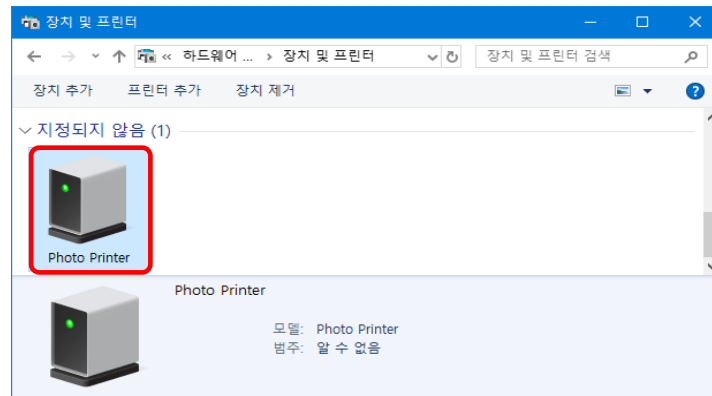 장치 및 프린터
« 하드웨어 ... › 장치 및 프린터
장치 및 프린터 검색
장치 추가 프린터 추가 장치 제거
지정되지 않음 (1)
Photo Printer
Photo Printer
모델: Photo Printer
범주: 알 수 없음